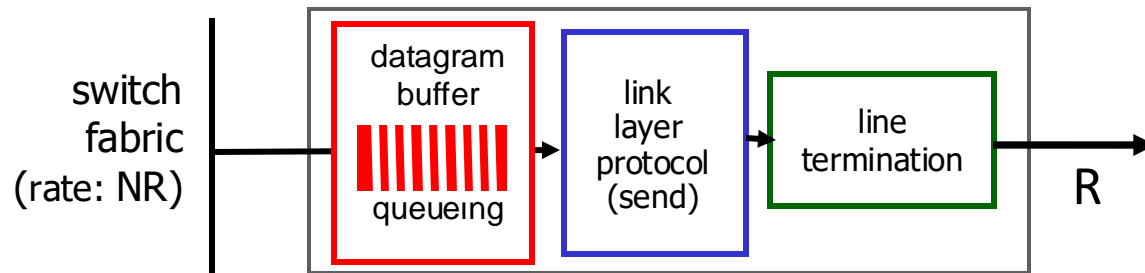 switch
fabric
(rate: NR)
datagram
buffer
queueing
link
layer
protocol
(send)
line
termination
R